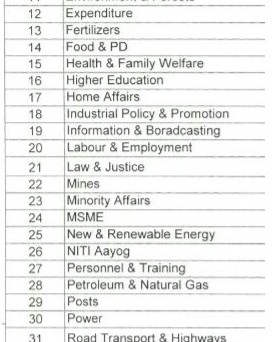 11 Environment & Forests
12 Expenditure
13 Fertilizers
14 Food & PD
15 Health & Family Welfare
16 Higher Education
17 Home Affairs
18 Industrial Policy & Promotion
19 Information & Boradcasting
20 Labour & Employment
21 Law & Justice
22 Mines
23 Minority Affairs
24 MSME
25 New & Renewable Energy
26 NITI Aayog
27 Personnel & Training
28 Petroleum & Natural Gas
29 Posts
30 Power
31 Road Transport & Highways